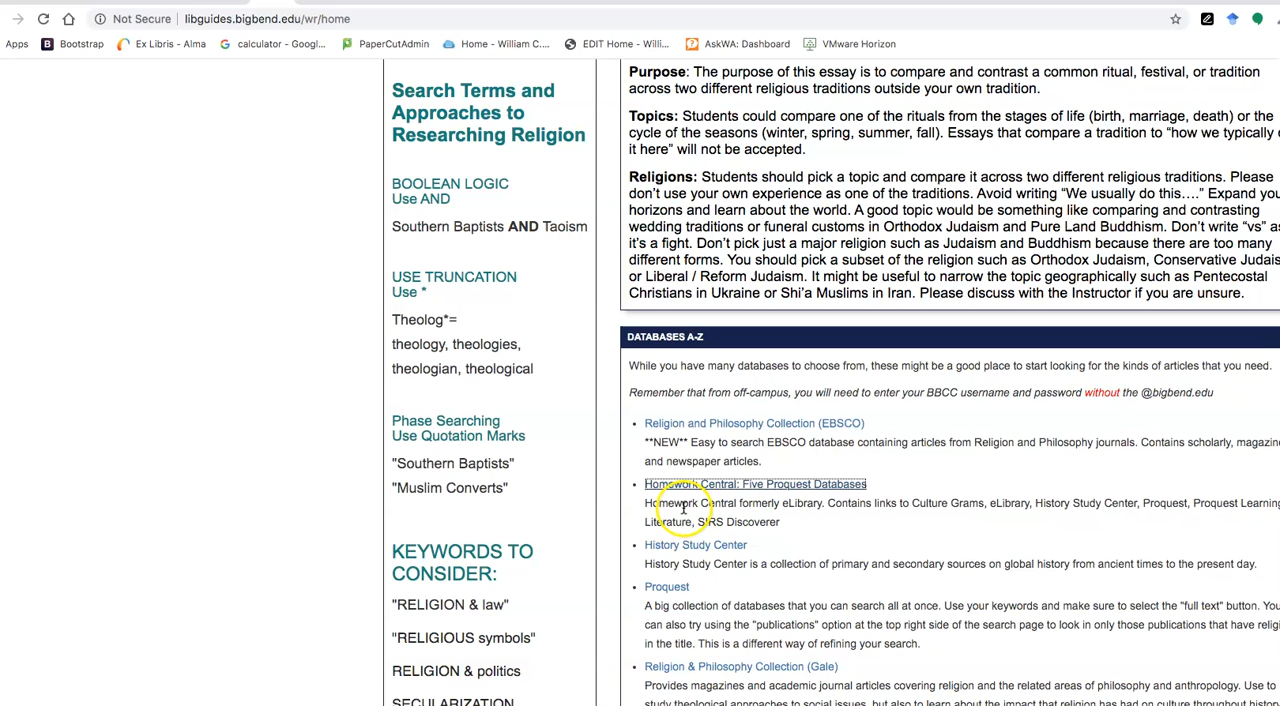 Not Secure | libguides.bigbend.edu/wr/home
Apps Bootstrap Ex Libris - Alma calculator - Googl... PaperCutAdmin Home - William C.... EDIT Home - Willi... AskWA: Dashboard VMware Horizon
Search Terms and
Approaches to
Researching Religion
BOOLEAN LOGIC
Use AND
Southern Baptists AND Taoism
USE TRUNCATION
Use *
Theolog*=
theology, theologies,
theologian, theological
Phase Searching
Use Quotation Marks
"Southern Baptists"
"Muslim Converts"
KEYWORDS TO
CONSIDER:
"RELIGION & law"
"RELIGIOUS symbols"
RELIGION & politics
SECULARIZATION
Purpose: The purpose of this essay is to compare and contrast a common ritual, festival, or tradition
across two different religious traditions outside your own tradition.
Topics: Students could compare one of the rituals from the stages of life (birth, marriage, death) or the
cycle of the seasons (winter, spring, summer, fall). Essays that compare a tradition to “how we typically
it here” will not be accepted.
Religions: Students should pick a topic and compare it across two different religious traditions. Please
don’t use your own experience as one of the traditions. Avoid writing “We usually do this….” Expand you
horizons and learn about the world. A good topic would be something like comparing and contrasting
wedding traditions or funeral customs in Orthodox Judaism and Pure Land Buddhism. Don’t write “vs” as
it’s a fight. Don’t pick just a major religion such as Judaism and Buddhism because there are too many
different forms. You should pick a subset of the religion such as Orthodox Judaism, Conservative Judais
or Liberal / Reform Judaism. It might be useful to narrow the topic geographically such as Pentecostal
Christians in Ukraine or Shi’a Muslims in Iran. Please discuss with the Instructor if you are unsure.
DATABASES A-Z
While you have many databases to choose from, these might be a good place to start looking for the kinds of articles that you need.
Remember that from off-campus, you will need to enter your BBCC username and password without the @bigbend.edu
• Religion and Philosophy Collection (EBSCO)
**NEW** Easy to search EBSCO database containing articles from Religion and Philosophy journals. Contains scholarly, magazin
and newspaper articles.
• Homework Central: Five Proquest Databases
Homework Central formerly eLibrary. Contains links to Culture Grams, eLibrary, History Study Center, Proquest, Proquest Learning
Literature, SIRS Discoverer
• History Study Center
History Study Center is a collection of primary and secondary sources on global history from ancient times to the present day.
• Proquest
A big collection of databases that you can search all at once. Use your keywords and make sure to select the "full text" button. You
can also try using the "publications" option at the top right side of the search page to look in only those publications that have relig
in the title. This is a different way of refining your search.
• Religion & Philosophy Collection (Gale)
Provides magazines and academic journal articles covering religion and the related areas of philosophy and anthropology. Use to
study theological approaches to social issues, but also to learn about the impact that religion has had on culture throughout histor